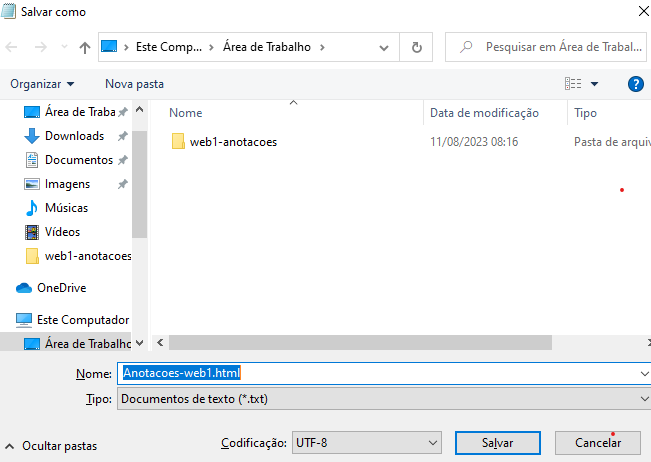 Salvar como
Este Comp... Área de Trabalho
Pesquisar em Área de Trabal...
Organizar Nova pasta
Nome Data de modificação Tipo
web1-anotacoes 11/08/2023 08:16 Pasta de arquiv
Área de Traba
Downloads
Documentos
Imagens
Músicas
Vídeos
web1-anotacoes
OneDrive
Este Computador
Área de Trabalho
Nome: Anotacoes-web1.html
Tipo: Documentos de texto (*.txt)
Ocultar pastas Codificação: UTF-8 Salvar Cancelar